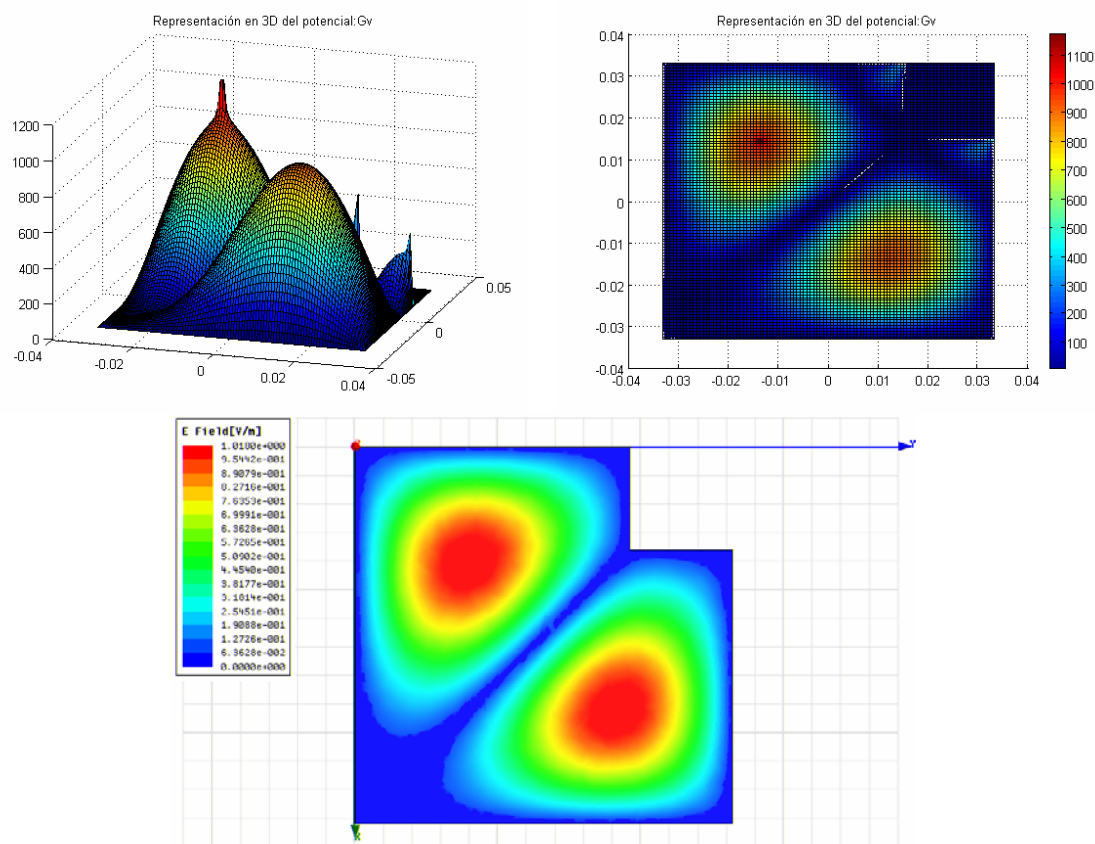 Representación en 3D del potencial:Gv
1200
1000
800
600
400
200
0
-0.04
-0.02
0
0.02
0.04
-0.05
0
0.05
Representación en 3D del potencial:Gv
0.04
0.03
0.02
0.01
0
-0.01
-0.02
-0.03
-0.04
-0.04
-0.03
-0.02
-0.01
0
0.01
0.02
0.03
0.04
1100
1000
900
800
700
600
500
400
300
200
100
E Field[V/m]
1.0180e+000
9.5442e-001
8.9079e-001
8.2716e-001
7.6353e-001
6.9991e-001
6.3628e-001
5.7265e-001
5.0902e-001
4.4540e-001
3.8177e-001
3.1814e-001
2.5451e-001
1.9088e-001
1.2726e-001
6.3628e-002
0.0000e+000
Y
X